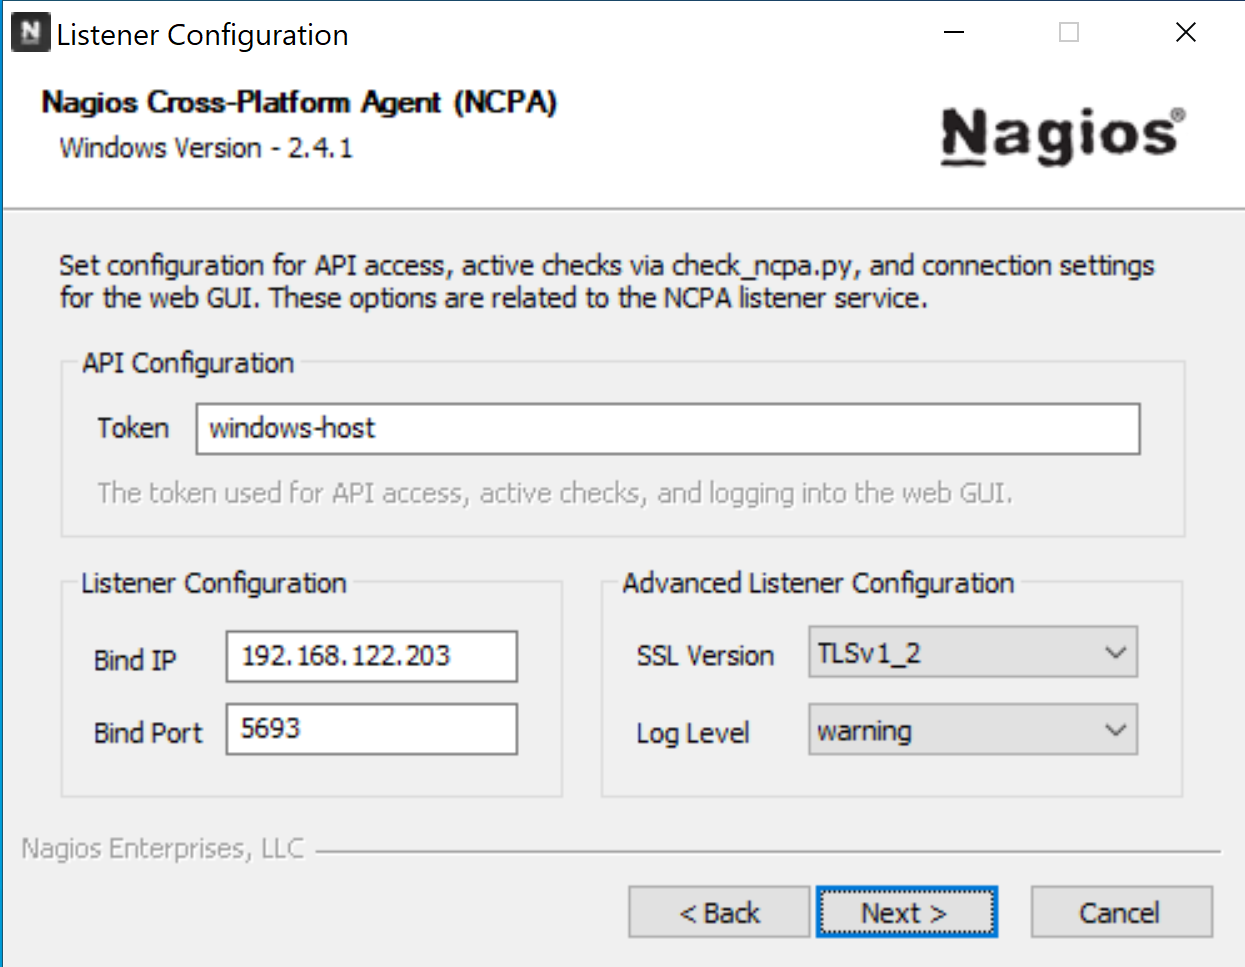 N Listener Configuration
Nagios Cross-Platform Agent (NCPA)
Windows Version - 2.4.1
Nagios®
Set configuration for API access, active checks via check_ncpa.py, and connection settings
for the web GUI. These options are related to the NCPA listener service.
API Configuration
Token windows-host
The token used for API access, active checks, and logging into the web GUI.
Listener Configuration
Bind IP 192.168.122.203
Bind Port 5693
Advanced Listener Configuration
SSL Version TLSv1_2
Log Level warning
Nagios Enterprises, LLC
< Back Next > Cancel